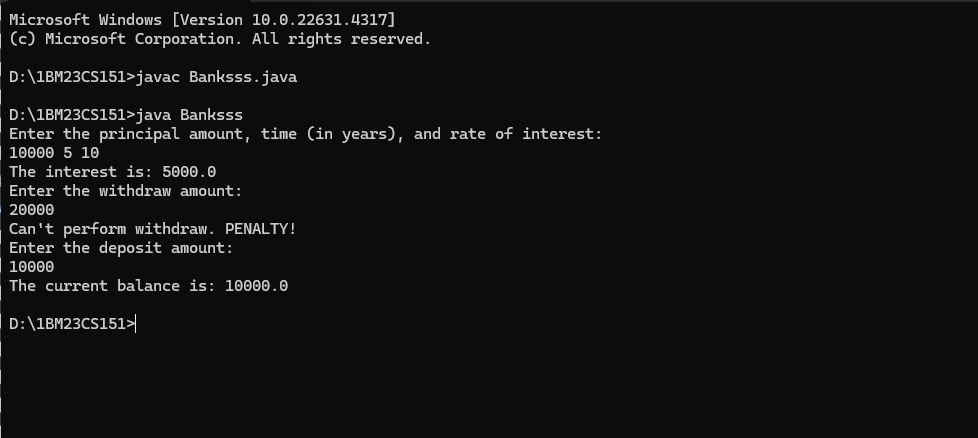 Microsoft Windows [Version 10.0.22631.4317]
(c) Microsoft Corporation. All rights reserved.
D:\1BM23CS151>javac Banksss.java
D:\1BM23CS151>java Banksss
Enter the principal amount, time (in years), and rate of interest:
10000 5 10
The interest is: 5000.0
Enter the withdraw amount:
20000
Can't perform withdraw. PENALTY!
Enter the deposit amount:
10000
The current balance is: 10000.0
D:\1BM23CS151>